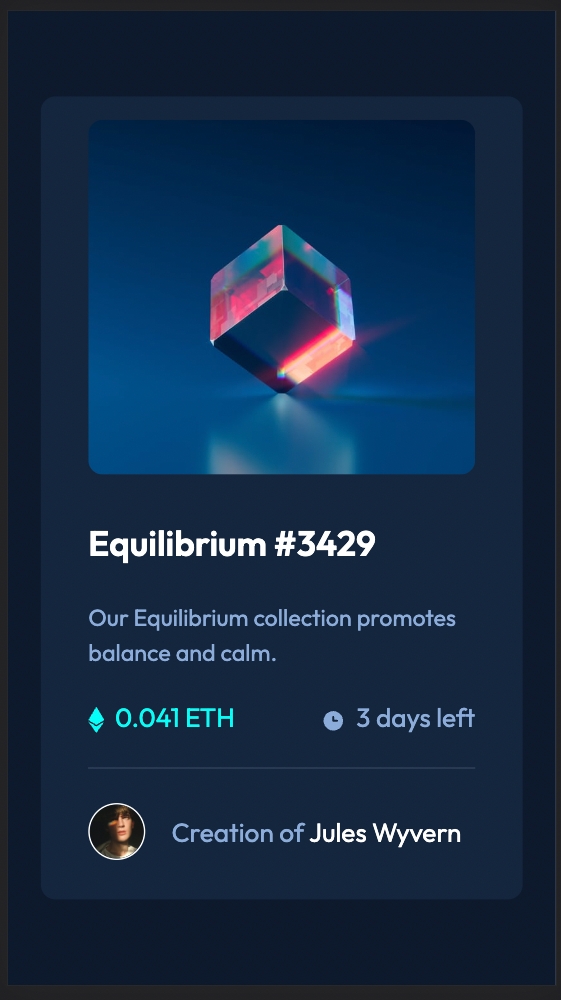 Equilibrium #3429
Our Equilibrium collection promotes
balance and calm.
0.041 ETH
3 days left
Creation of Jules Wyvern